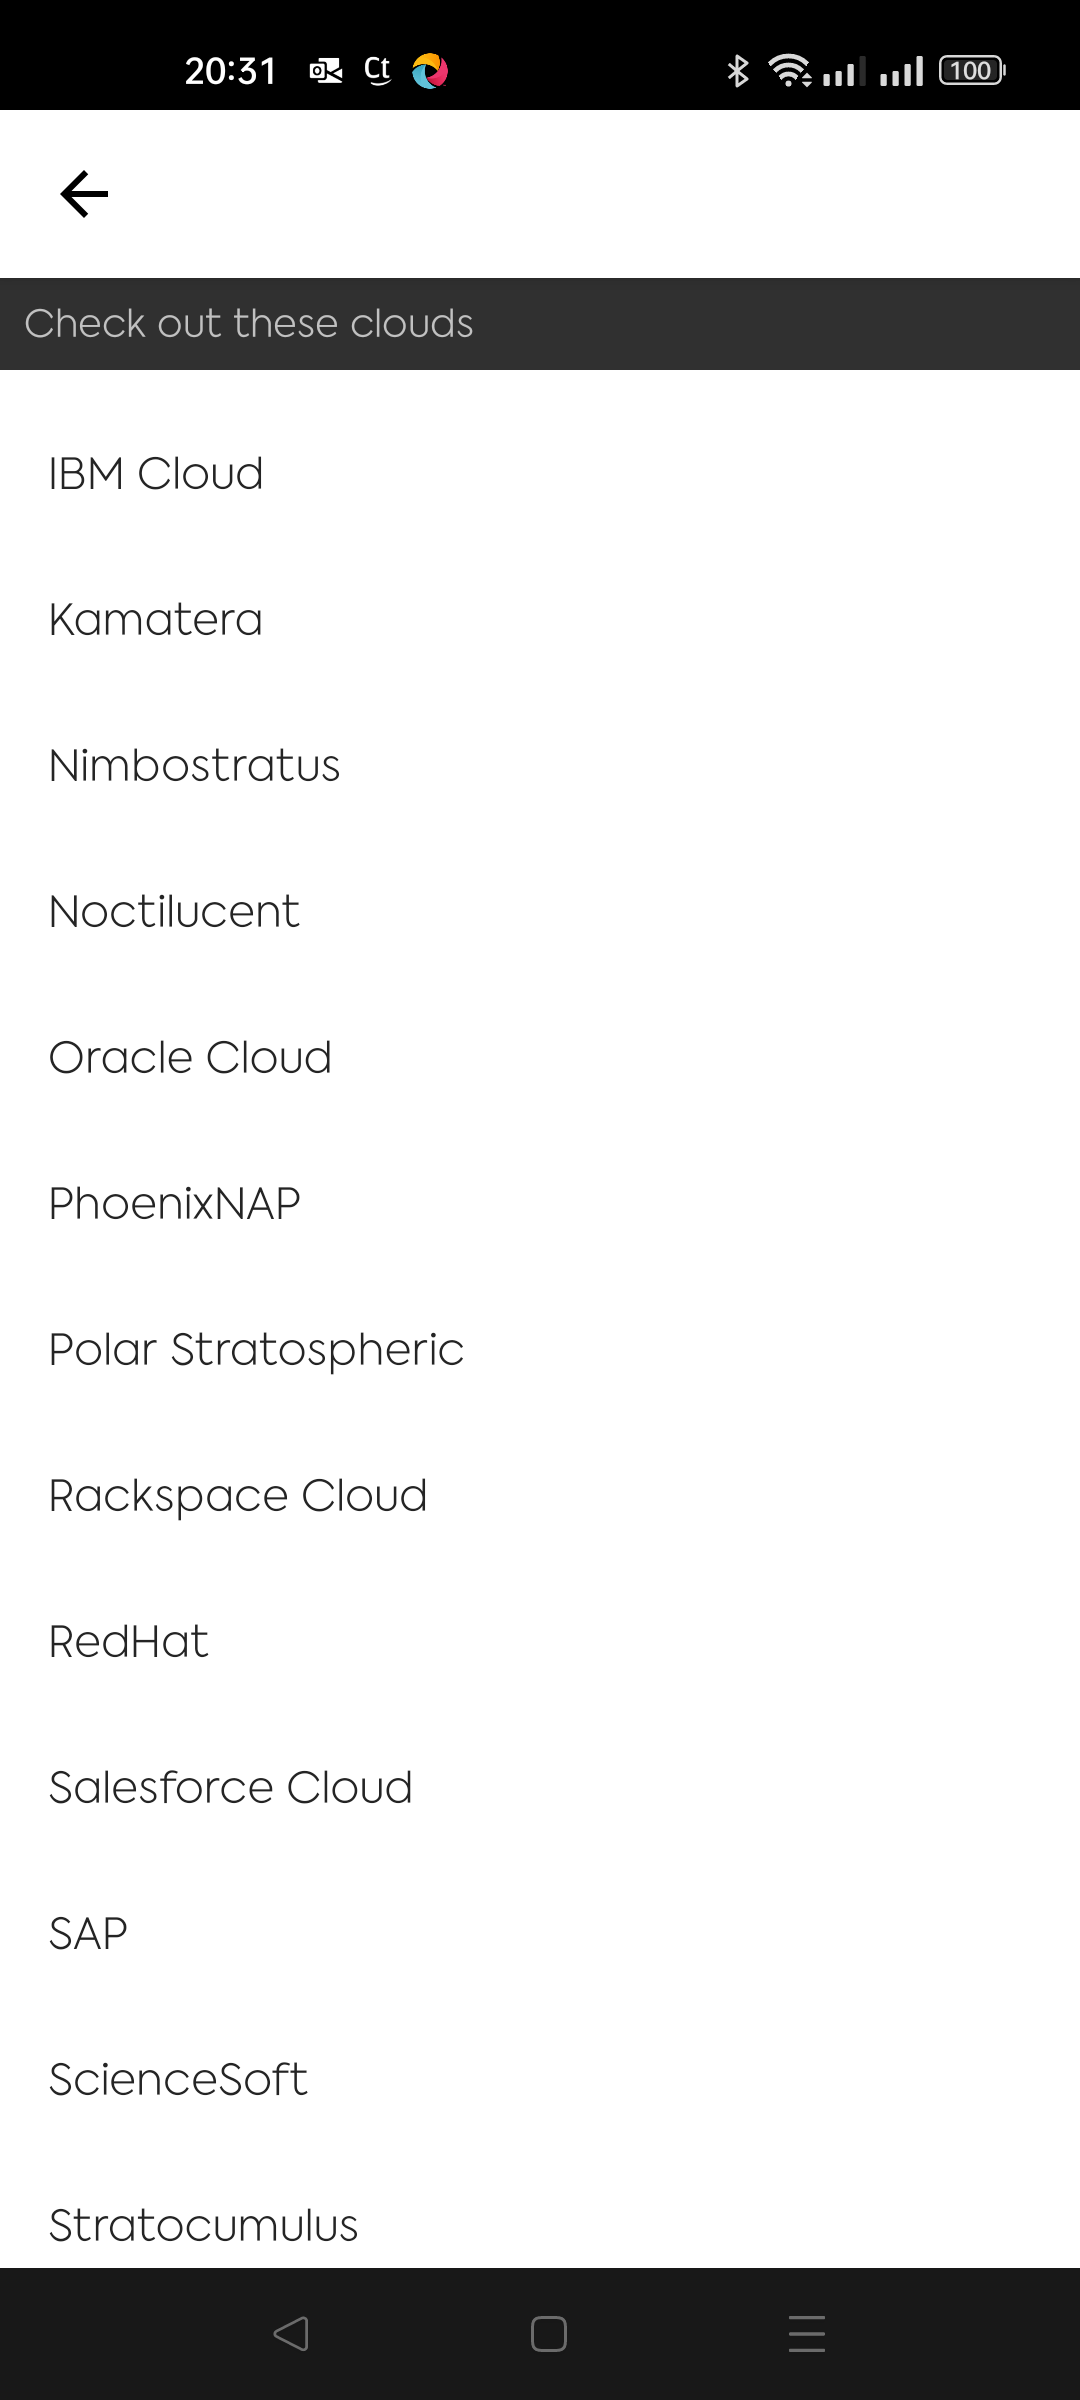 20:31 Ct 100
Check out these clouds
IBM Cloud
Kamatera
Nimbostratus
Noctilucent
Oracle Cloud
PhoenixNAP
Polar Stratospheric
Rackspace Cloud
RedHat
Salesforce Cloud
SAP
ScienceSoft
Stratocumulus